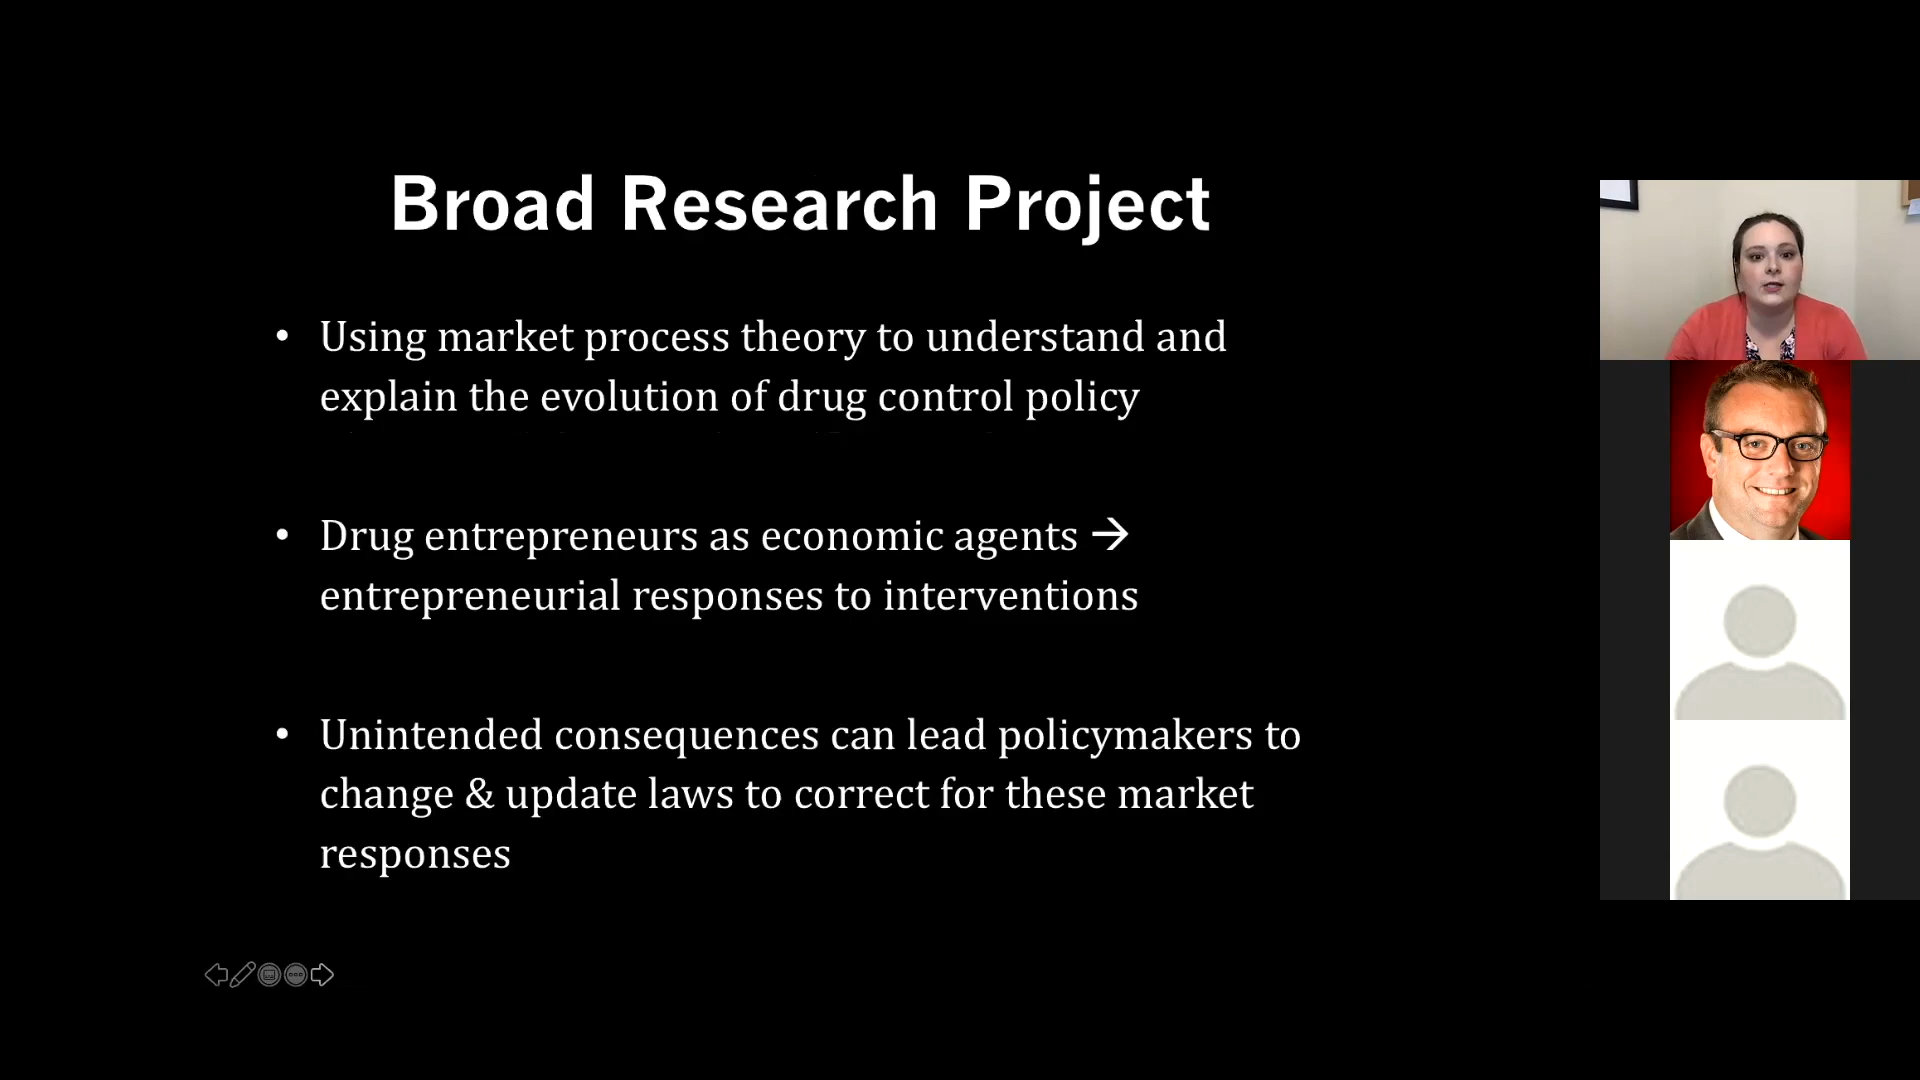 Broad Research Project
• Using market process theory to understand and
explain the evolution of drug control policy
• Drug entrepreneurs as economic agents →
entrepreneurial responses to interventions
• Unintended consequences can lead policymakers to
change & update laws to correct for these market
responses